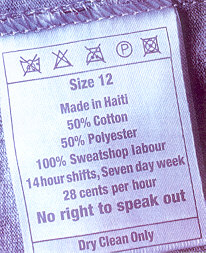 P
Size 12
Made in Haiti
50% Cotton
50% Polyester
100% Sweatshop labour
14 hour shifts, Seven day week
28 cents per hour
No right to speak out
Dry Clean Only